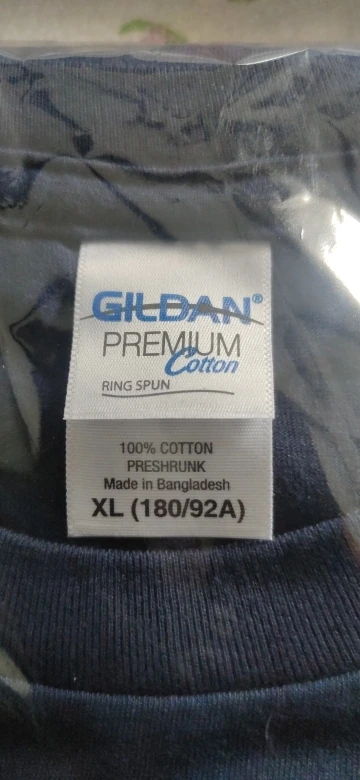 GILDAN®
PREMIUM
Cotton
RING SPUN
100% COTTON
PRESHRUNK
Made in Bangladesh
XL (180/92A)